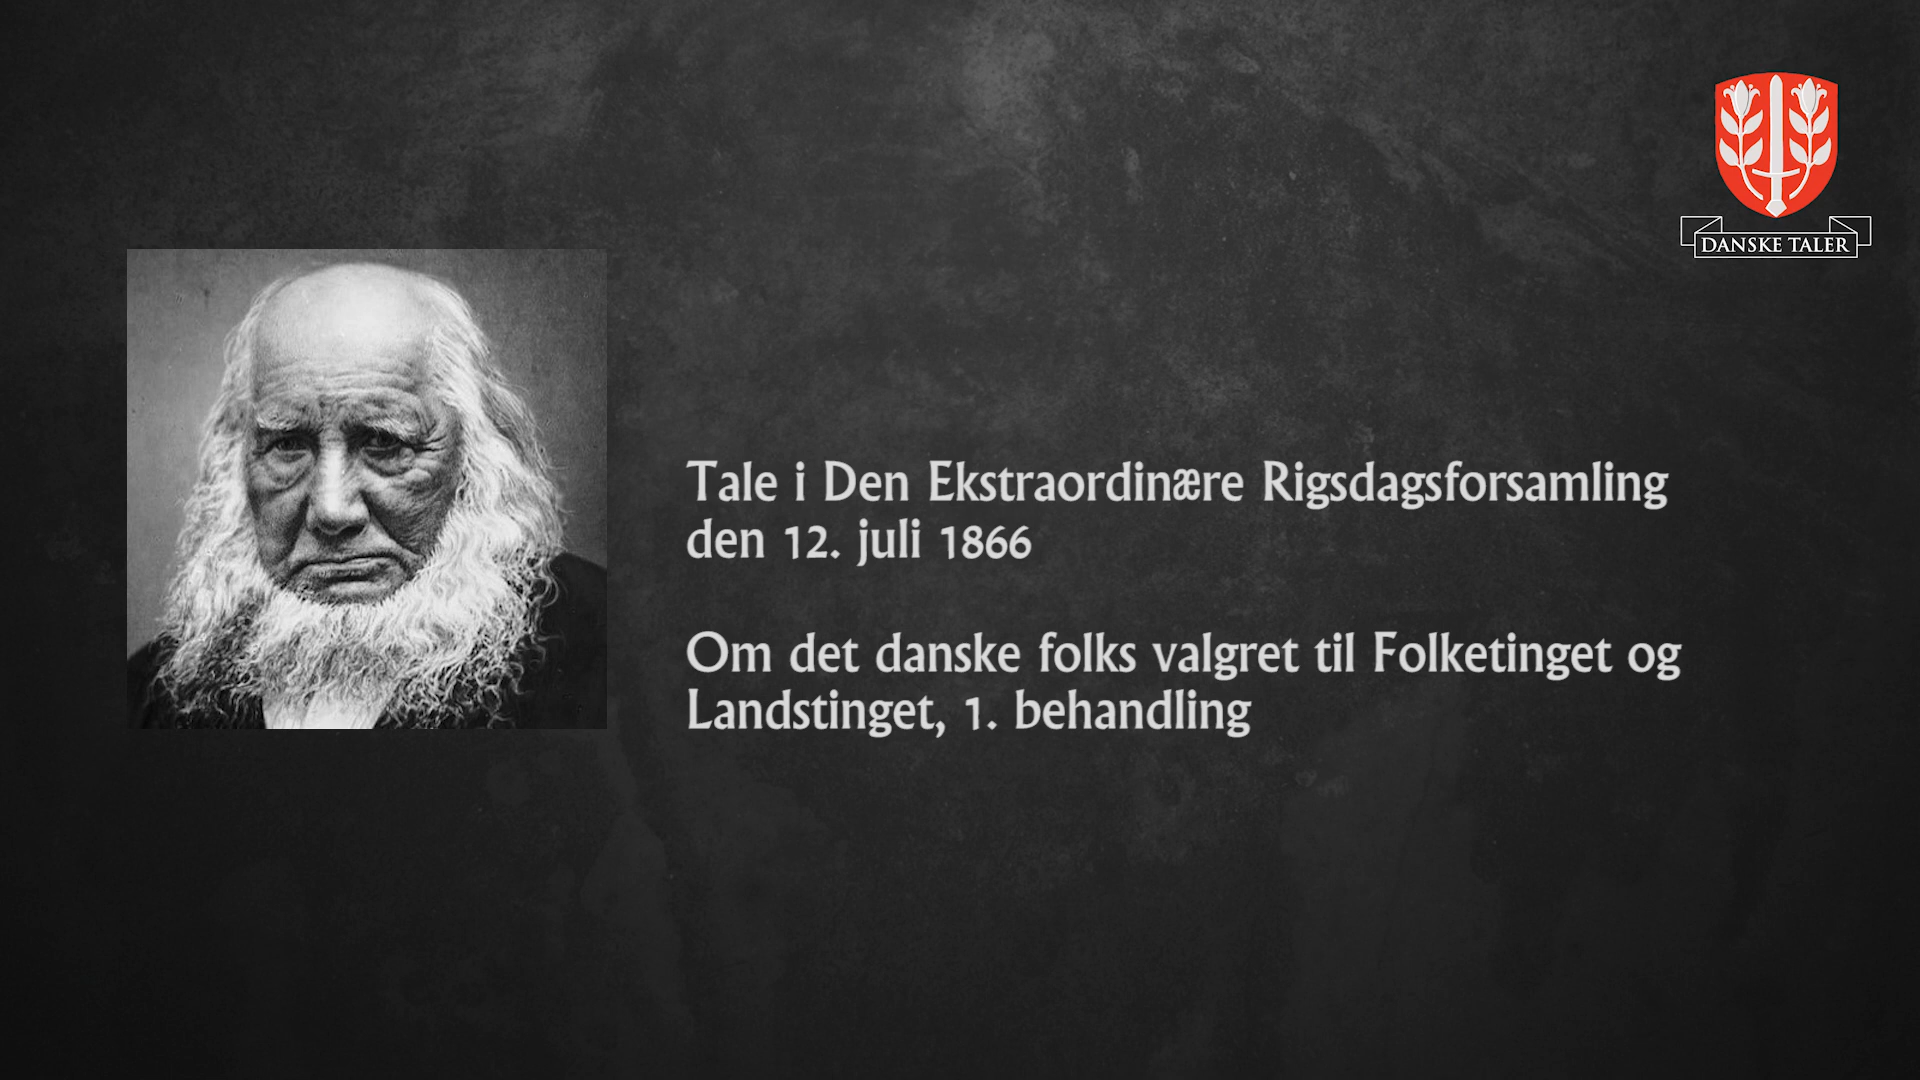 DANSKE TALER
Tale i Den Ekstraordinære Rigsdagsforsamling
den 12. juli 1866
Om det danske folks valgret til Folketinget og
Landstinget, 1. behandling